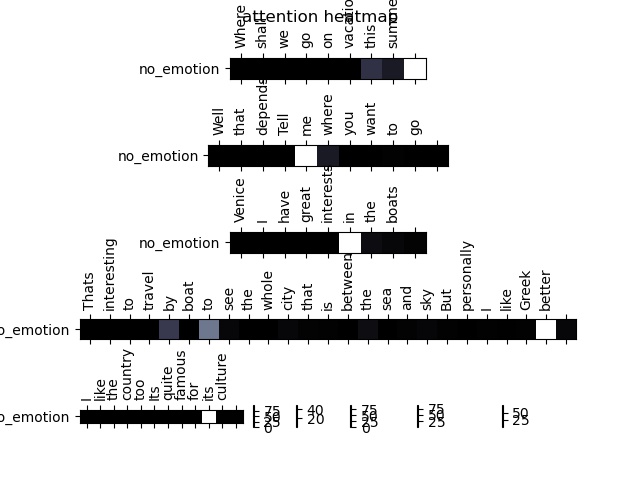 attention heatmap
Where shall we go on vacation this summe
no_emotion
Well that depends Tell me where you want to go
no_emotion
Venice I have great interests in the boats
no_emotion
Thats interesting to travel by boat to see the whole city that is between the sea and sky But personally I like Greek better
o_emotion
I like the country too Its quite famous for its culture
o_emotion
75 50 25 0
40 20
75 50 25 0
75 50 25
50 25